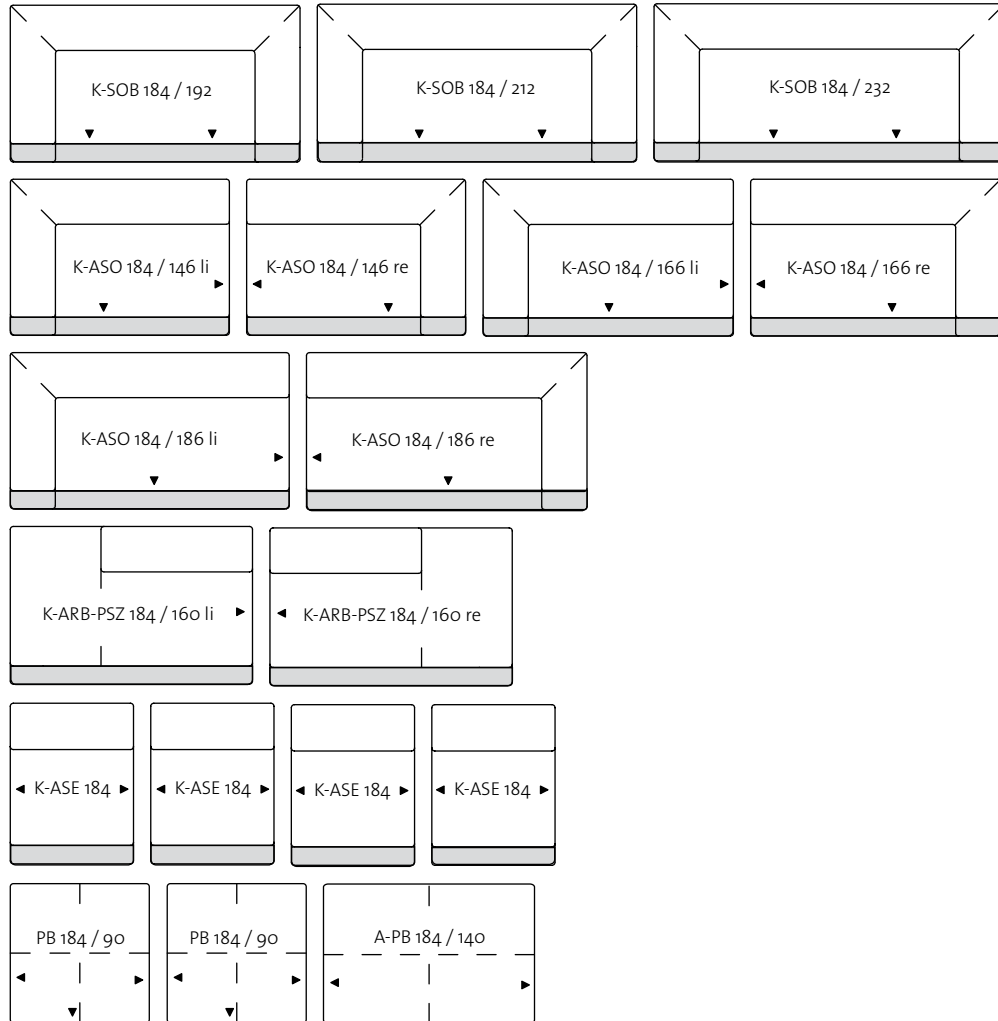 K-SOB 184 / 192
K-SOB 184 / 212
K-SOB 184 / 232
K-ASO 184 / 146 li
K-ASO 184 / 146 re
K-ASO 184 / 166 li
K-ASO 184 / 166 re
K-ASO 184 / 186 li
K-ASO 184 / 186 re
K-ARB-PSZ 184 / 160 li
K-ARB-PSZ 184 / 160 re
K-ASE 184
K-ASE 184
K-ASE 184
K-ASE 184
PB 184 / 90
PB 184 / 90
A-PB 184 / 140